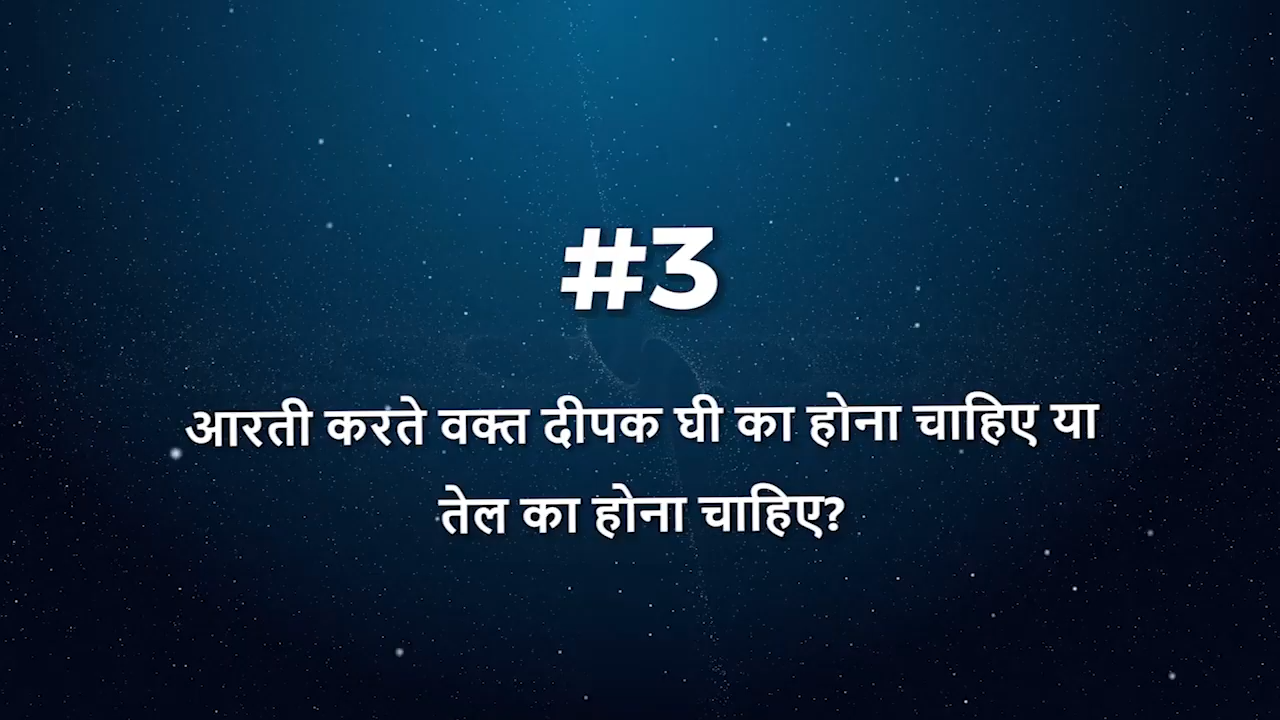 #3
आरती करते वक्त दीपक घी का होना चाहिए या
तेल का होना चाहिए?